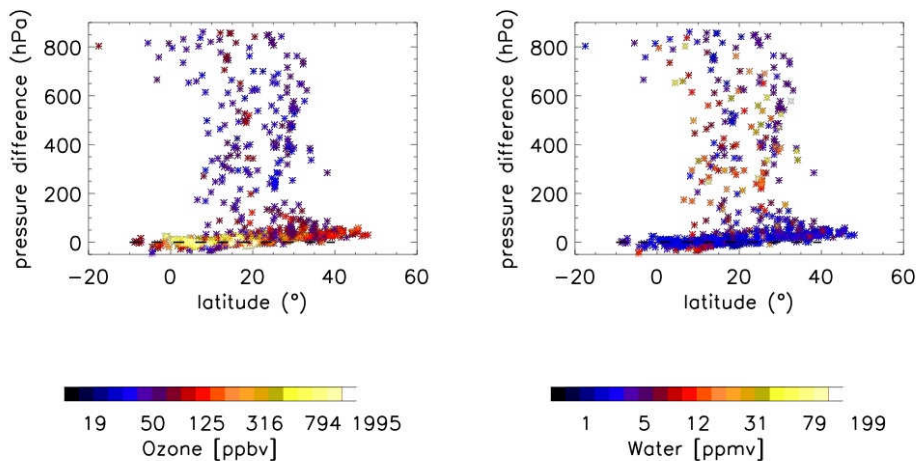 pressure difference (hPa)
800
600
400
200
0
−20 0 20 40 60
latitude (°)
pressure difference (hPa)
800
600
400
200
0
−20 0 20 40 60
latitude (°)
19 50 125 316 794 1995
Ozone [ppbv]
1 5 12 31 79 199
Water [ppmv]